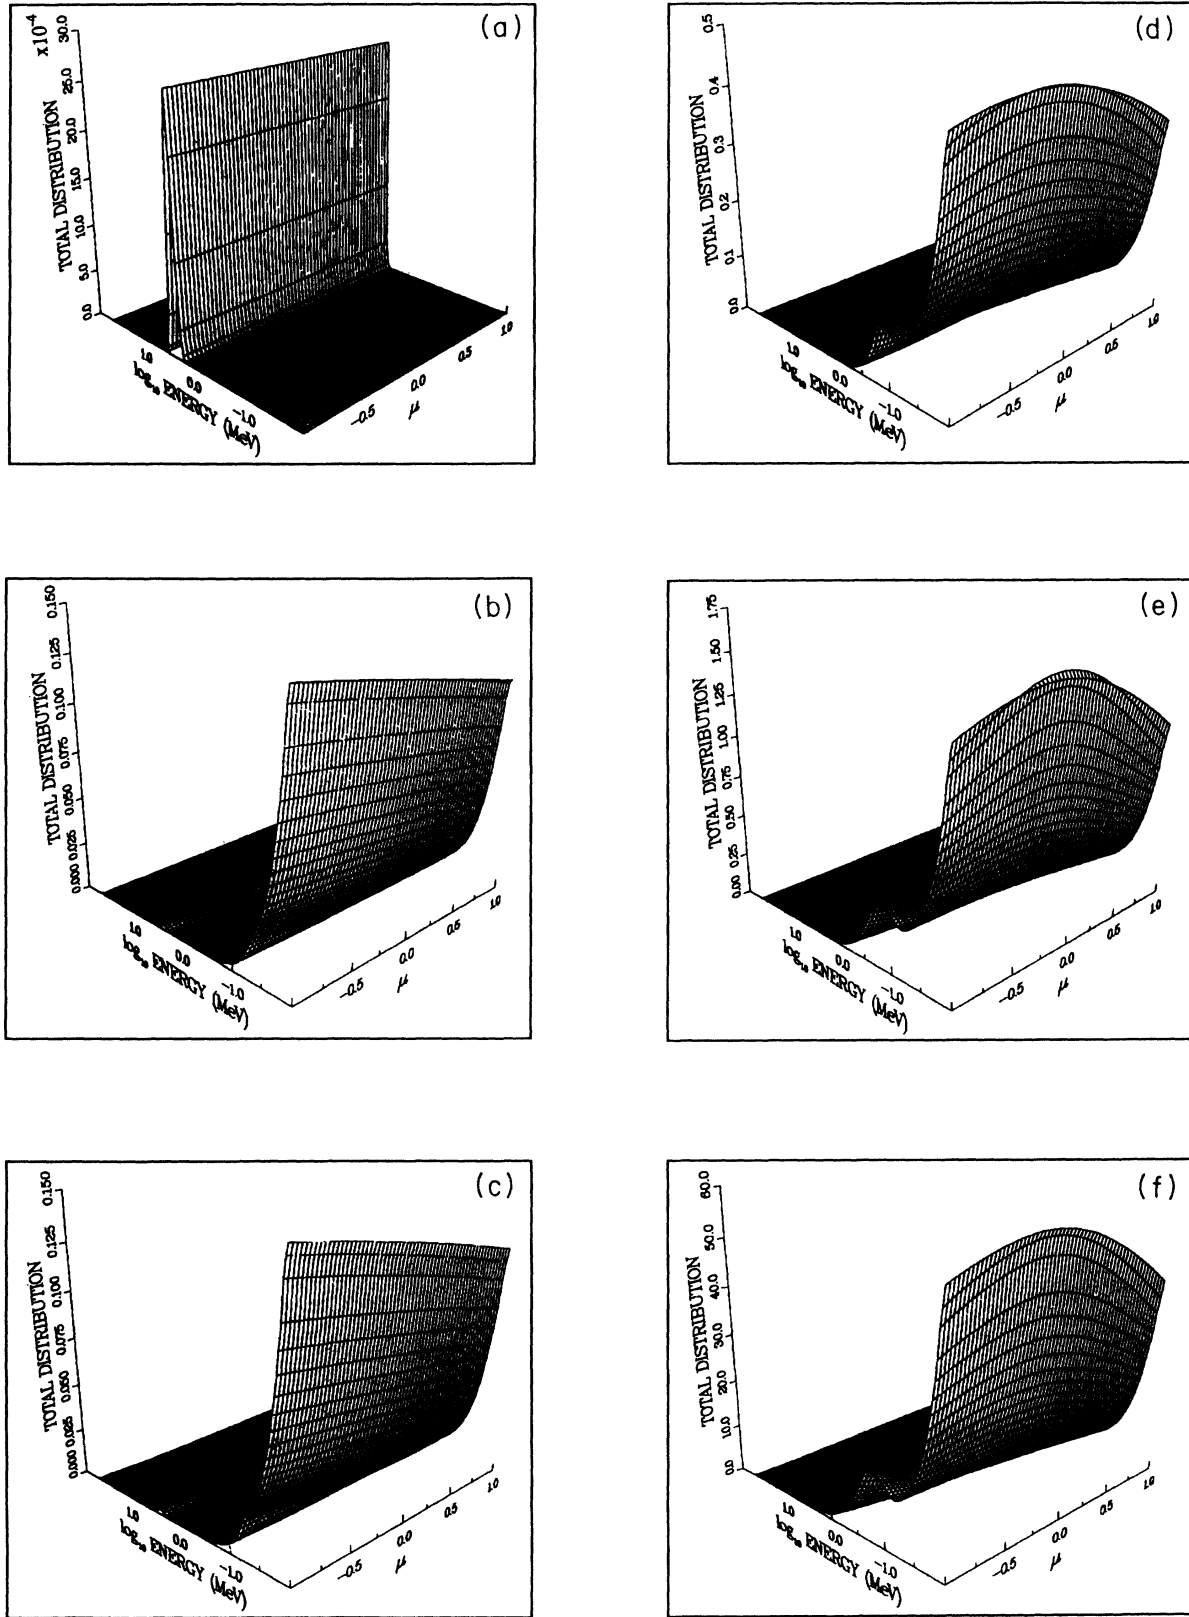 (a)
x10⁻⁴
TOTAL DISTRIBUTION
0.0 5.0 10.0 15.0 20.0 25.0 30.0
1.0 0.0 −1.0
log₁₀ ENERGY (MeV)
−0.5 0.0 0.5 1.0
μ
(d)
TOTAL DISTRIBUTION
0.0 0.1 0.2 0.3 0.4 0.5
1.0 0.0 −1.0
log₁₀ ENERGY (MeV)
−0.5 0.0 0.5 1.0
μ
(b)
TOTAL DISTRIBUTION
0.000 0.025 0.050 0.075 0.100 0.125 0.150
1.0 0.0 −1.0
log₁₀ ENERGY (MeV)
−0.5 0.0 0.5 1.0
μ
(e)
TOTAL DISTRIBUTION
0.00 0.25 0.50 0.75 1.00 1.25 1.50 1.75
1.0 0.0 −1.0
log₁₀ ENERGY (MeV)
−0.5 0.0 0.5 1.0
μ
(c)
TOTAL DISTRIBUTION
0.000 0.025 0.050 0.075 0.100 0.125 0.150
1.0 0.0 −1.0
log₁₀ ENERGY (MeV)
−0.5 0.0 0.5 1.0
μ
(f)
TOTAL DISTRIBUTION
0.0 10.0 20.0 30.0 40.0 50.0 60.0
1.0 0.0 −1.0
log₁₀ ENERGY (MeV)
−0.5 0.0 0.5 1.0
μ